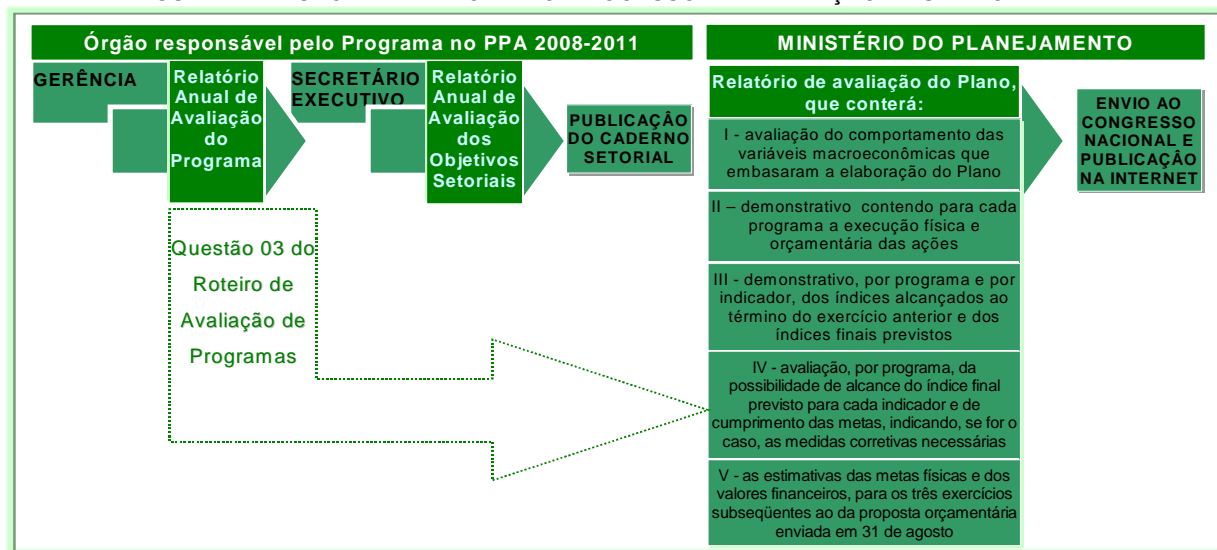 Órgão responsável pelo Programa no PPA 2008-2011
GERÊNCIA
Relatório
Anual de
Avaliação
do
Programa
SECRETÁRIO
EXECUTIVO
Relatório
Anual de
Avaliação
dos
Objetivos
Setoriais
PUBLICAÇÂO
DO CADERNO
SETORIAL
Questão 03 do
Roteiro de
Avaliação de
Programas
MINISTÉRIO DO PLANEJAMENTO
Relatório de avaliação do Plano,
que conterá:
I - avaliação do comportamento das
variáveis macroeconômicas que
embasaram a elaboração do Plano
II – demonstrativo contendo para cada
programa a execução física e
orçamentária das ações
III - demonstrativo, por programa e por
indicador, dos índices alcançados ao
término do exercício anterior e dos
índices finais previstos
IV - avaliação, por programa, da
possibilidade de alcance do índice final
previsto para cada indicador e de
cumprimento das metas, indicando, se for o
caso, as medidas corretivas necessárias
V - as estimativas das metas físicas e dos
valores financeiros, para os três exercícios
subseqüentes ao da proposta orçamentária
enviada em 31 de agosto
ENVIO AO
CONGRESSO
NACIONAL E
PUBLICAÇÂO
NA INTERNET